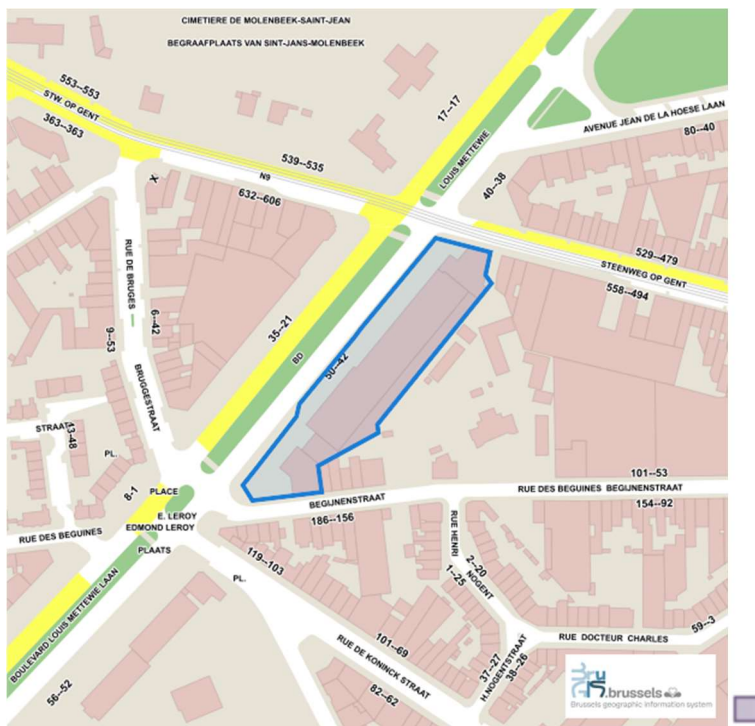 CIMETIERE DE MOLENBEEK-SAINT-JEAN
BEGRAAFPLAATS VAN SINT-JANS-MOLENBEEK
553--553
STW. OP GENT
363--363
17--17
LOUIS METTEWIE
AVENUE JEAN DE LA HOESE LAAN
80--40
539--535
N9
632--606
X
40--38
529--479
STEENWEG OP GENT
558--494
RUE DE BRUGES
6--42
9--53
BRUGGESTRAAT
35--21
BD
50--42
STRAAT
13-48
PL.
8-1
PLACE
E. LEROY
EDMOND LEROY
PLAATS
RUE DES BEGUINES
BEGIJNENSTRAAT
186--156
101--53
RUE DES BEGUINES BEGIJNENSTRAAT
154--92
RUE HENRI
NOGENT
2--20
1--25
119--103
PL.
BOULEVARD LOUIS METTEWIE LAAN
56--52
RUE DE KONINCK STRAAT
101--69
82--62
37--27
H.NOGENTSTRAAT
38--26
RUE DOCTEUR CHARLES
59--3
.brussels
Brussels geographic information system